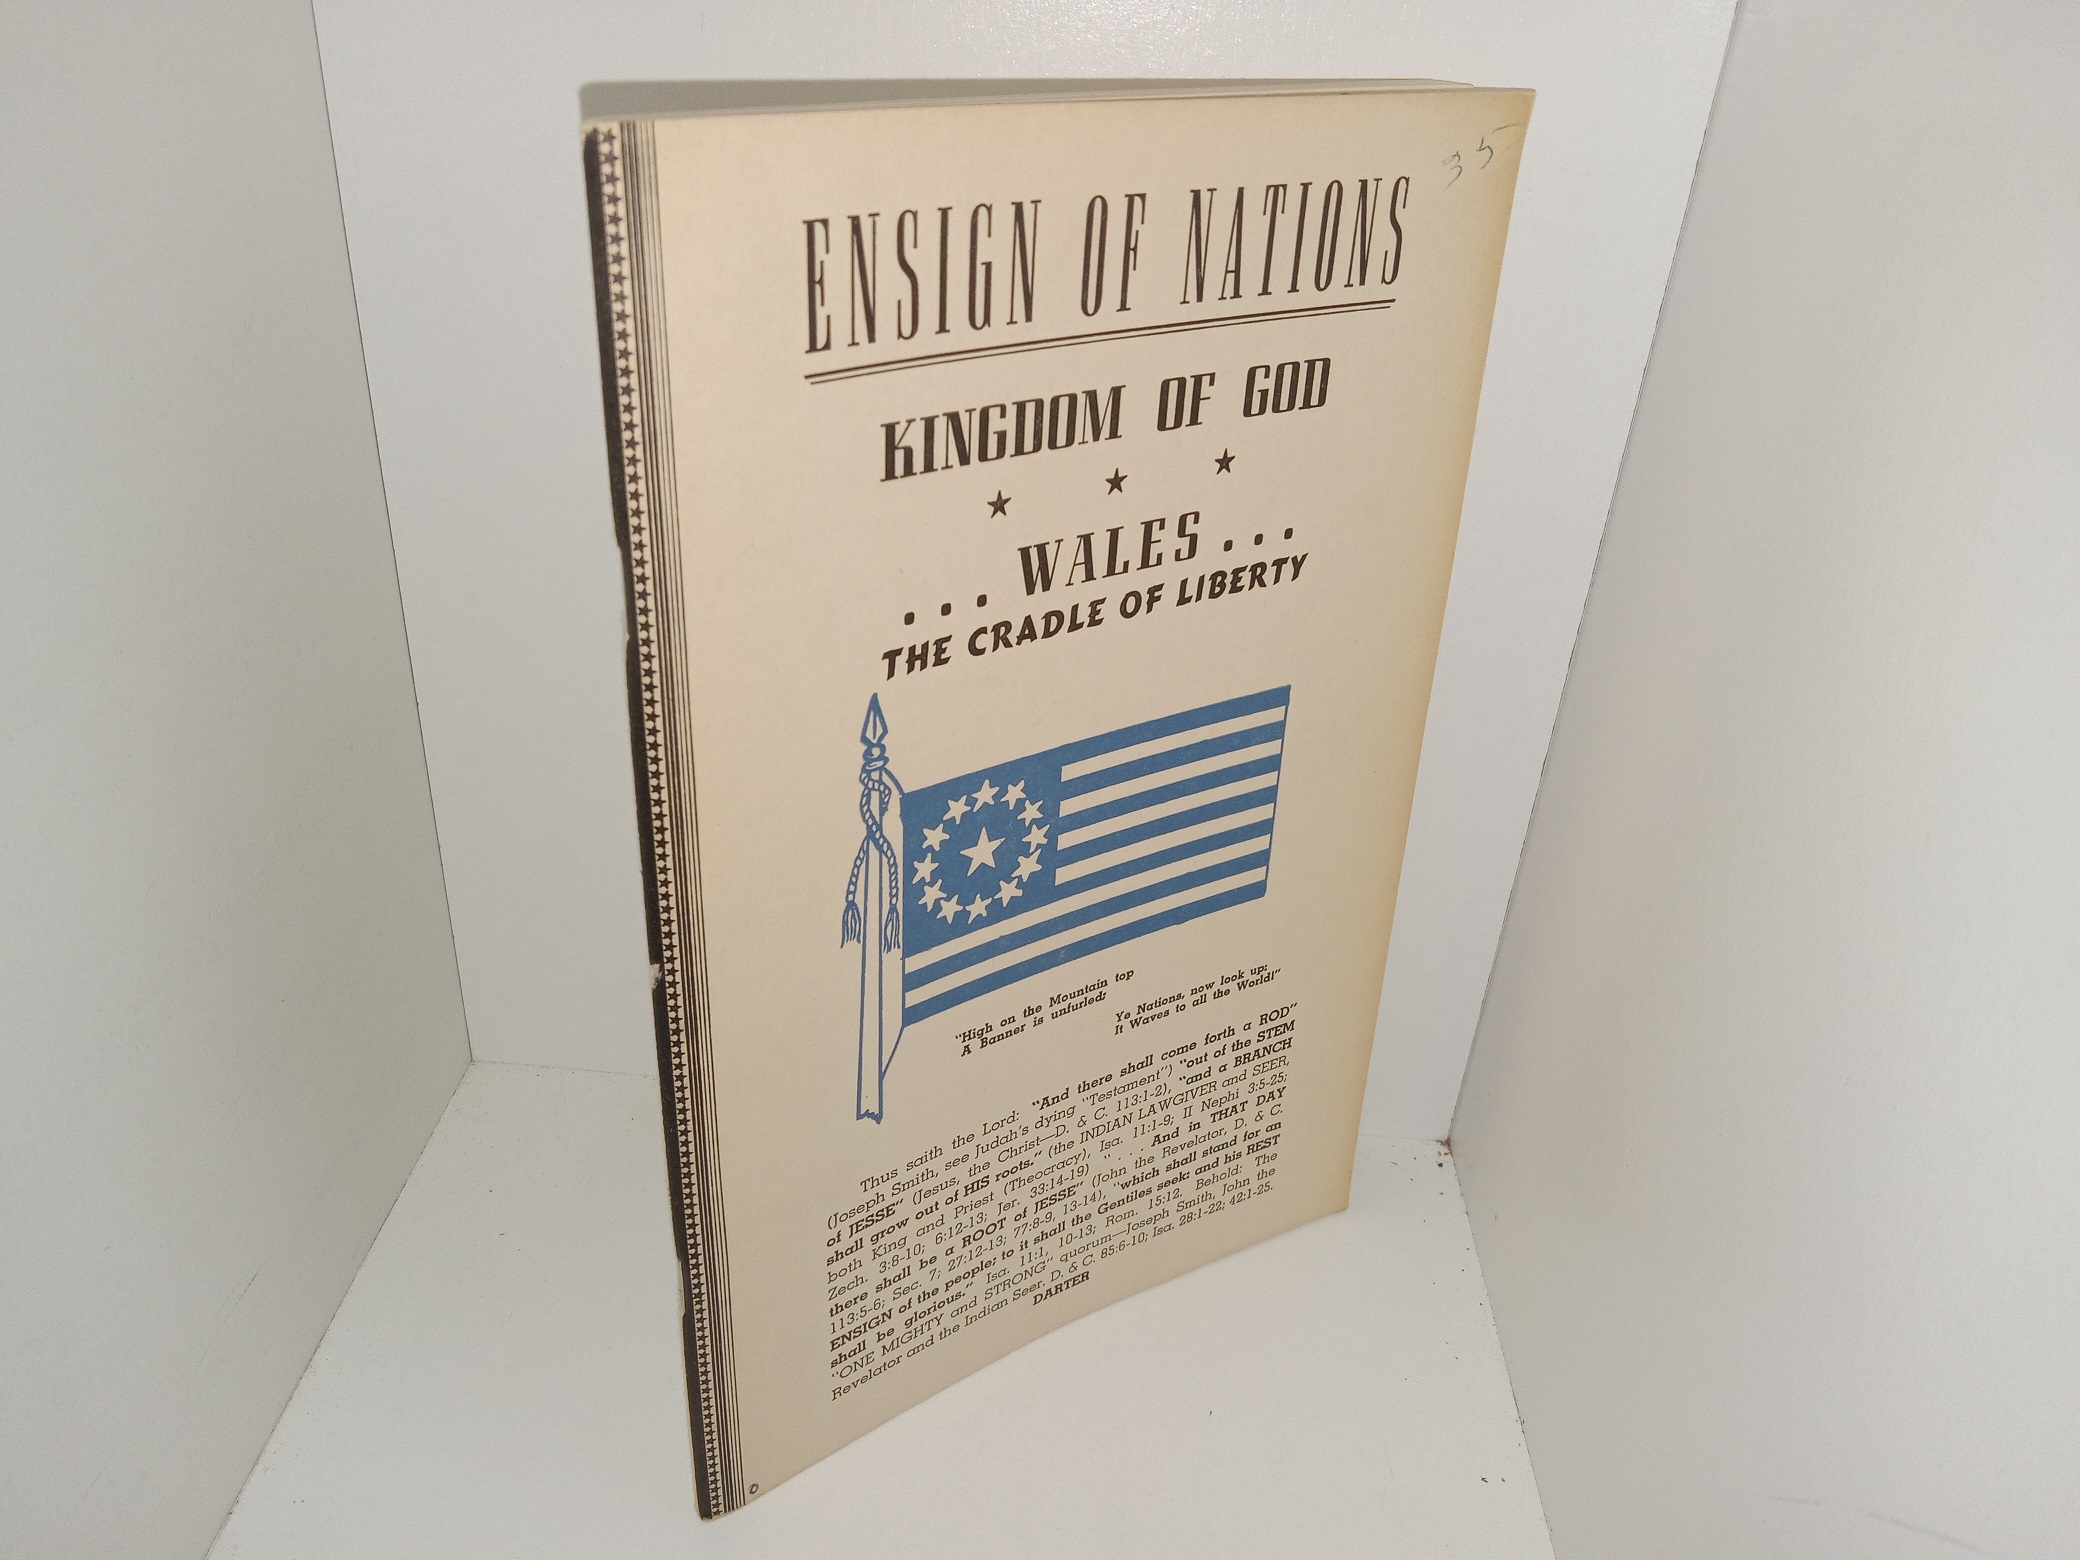 35
ENSIGN OF NATIONS
KINGDOM OF GOD
... WALES ...
THE CRADLE OF LIBERTY
"High on the Mountain top
A Banner is unfurled;
Ye Nations, now look up;
It Waves to all the World!"
Thus saith the Lord: "And there shall come forth a ROD"
(Joseph Smith, see Judah's dying "Testament") "out of the STEM
of JESSE" (Jesus, the Christ—D. & C. 113:1-2), "and a BRANCH
shall grow out of HIS roots." (the INDIAN LAWGIVER and SEER,
both King and Priest (Theocracy), Isa. 11:1-9; II Nephi 3:5-25;
Zech. 3:8-10; 6:12-13; Jer. 33:14-19) " . . . And in THAT DAY
there shall be a ROOT of JESSE" (John the Revelator, D. & C.
113:5-6; Sec. 7; 27:12-13; 77:8-9, 13-14), "which shall stand for an
ENSIGN of the people; to it shall the Gentiles seek: and his REST
shall be glorious." Isa. 11:1, 10-13; Rom. 15:12. Behold: The
"ONE MIGHTY and STRONG" quorum—Joseph Smith, John the
Revelator and the Indian Seer. D. & C. 85:6-10; Isa. 28:1-22; 42:1-25.
DARTER